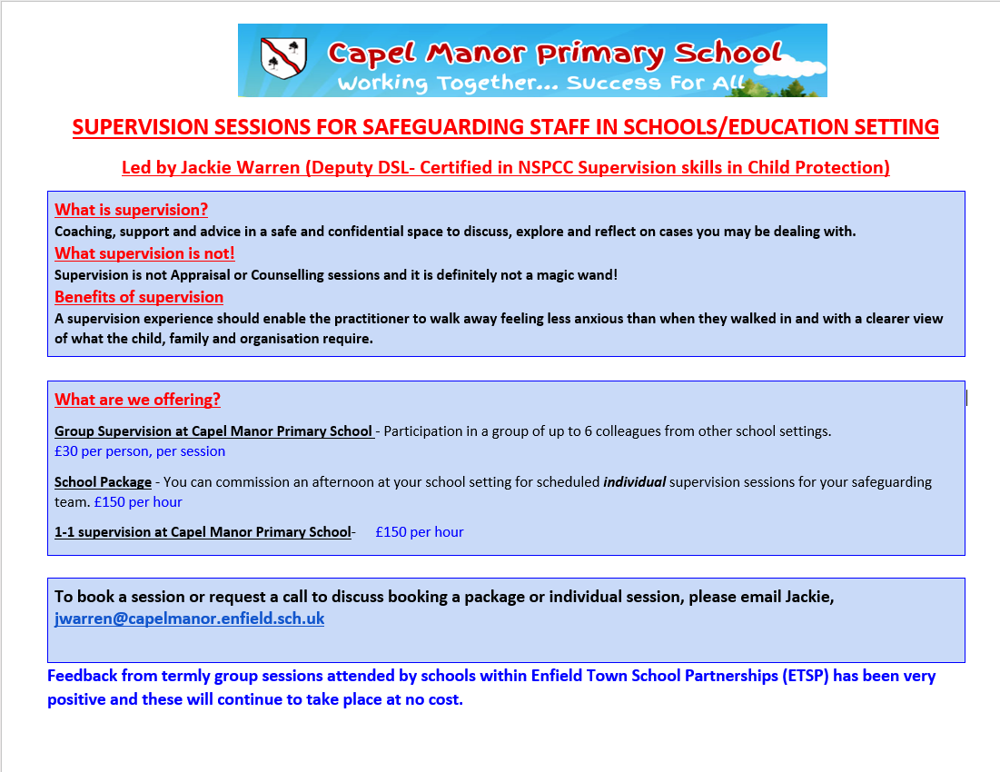 Capel Manor Primary School
Working Together... Success For All
SUPERVISION SESSIONS FOR SAFEGUARDING STAFF IN SCHOOLS/EDUCATION SETTING
Led by Jackie Warren (Deputy DSL- Certified in NSPCC Supervision skills in Child Protection)
What is supervision?
Coaching, support and advice in a safe and confidential space to discuss, explore and reflect on cases you may be dealing with.
What supervision is not!
Supervision is not Appraisal or Counselling sessions and it is definitely not a magic wand!
Benefits of supervision
A supervision experience should enable the practitioner to walk away feeling less anxious than when they walked in and with a clearer view
of what the child, family and organisation require.
What are we offering?
Group Supervision at Capel Manor Primary School - Participation in a group of up to 6 colleagues from other school settings.
£30 per person, per session
School Package - You can commission an afternoon at your school setting for scheduled individual supervision sessions for your safeguarding
team. £150 per hour
1-1 supervision at Capel Manor Primary School- £150 per hour
To book a session or request a call to discuss booking a package or individual session, please email Jackie,
jwarren@capelmanor.enfield.sch.uk
Feedback from termly group sessions attended by schools within Enfield Town School Partnerships (ETSP) has been very
positive and these will continue to take place at no cost.